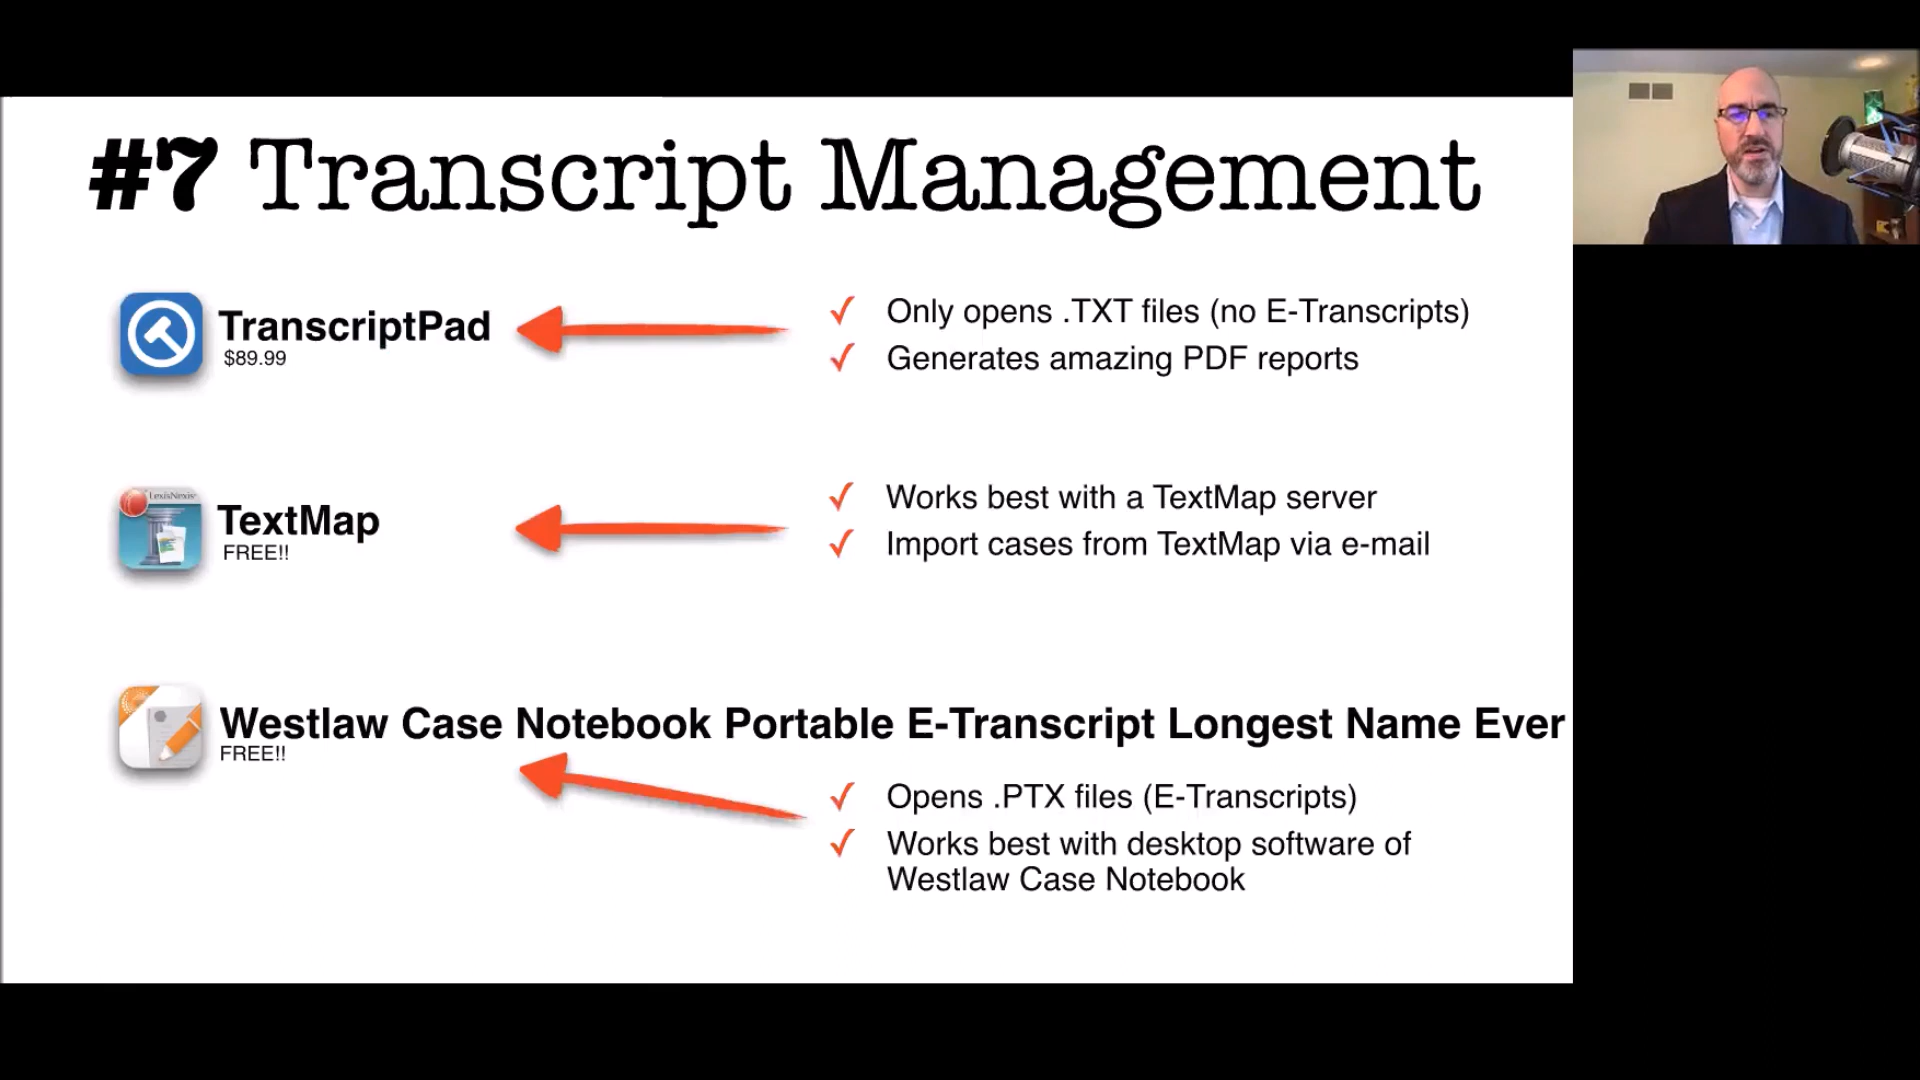 #7 Transcript Management
TranscriptPad
$89.99
✓ Only opens .TXT files (no E-Transcripts)
✓ Generates amazing PDF reports
LexisNexis
TextMap
FREE!!
✓ Works best with a TextMap server
✓ Import cases from TextMap via e-mail
Westlaw Case Notebook Portable E-Transcript Longest Name Ever
FREE!!
✓ Opens .PTX files (E-Transcripts)
✓ Works best with desktop software of
Westlaw Case Notebook